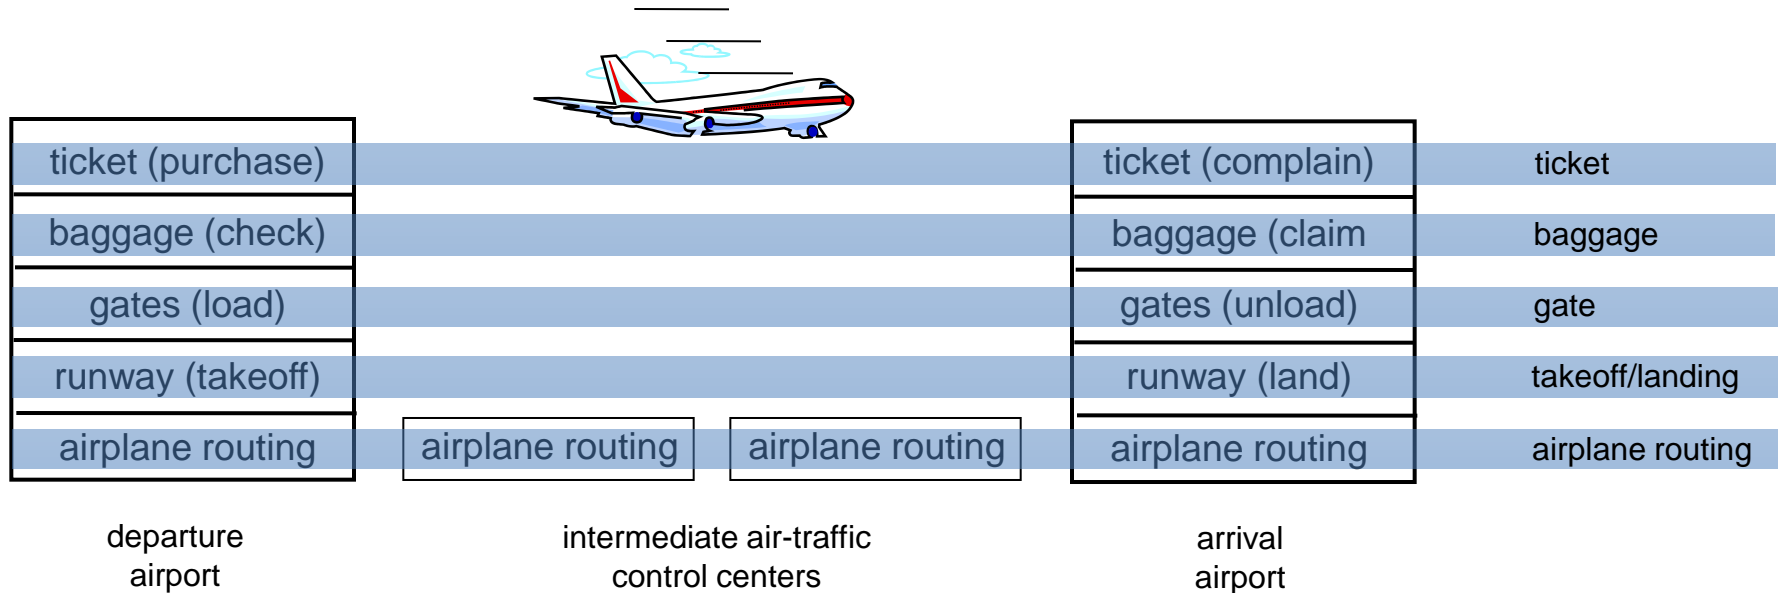 ticket (purchase) ticket (complain) ticket
baggage (check) baggage (claim baggage
gates (load) gates (unload) gate
runway (takeoff) runway (land) takeoff/landing
airplane routing airplane routing airplane routing airplane routing airplane routing
departure
airport
intermediate air-traffic
control centers
arrival
airport